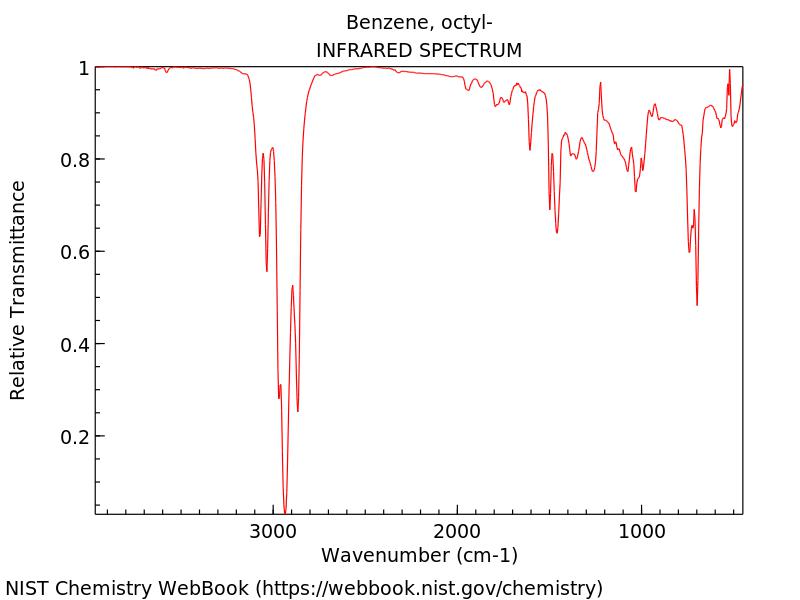 Benzene, octyl-
INFRARED SPECTRUM
1
0.8
0.6
0.4
0.2
Relative Transmittance
3000 2000 1000
Wavenumber (cm-1)
NIST Chemistry WebBook (https://webbook.nist.gov/chemistry)